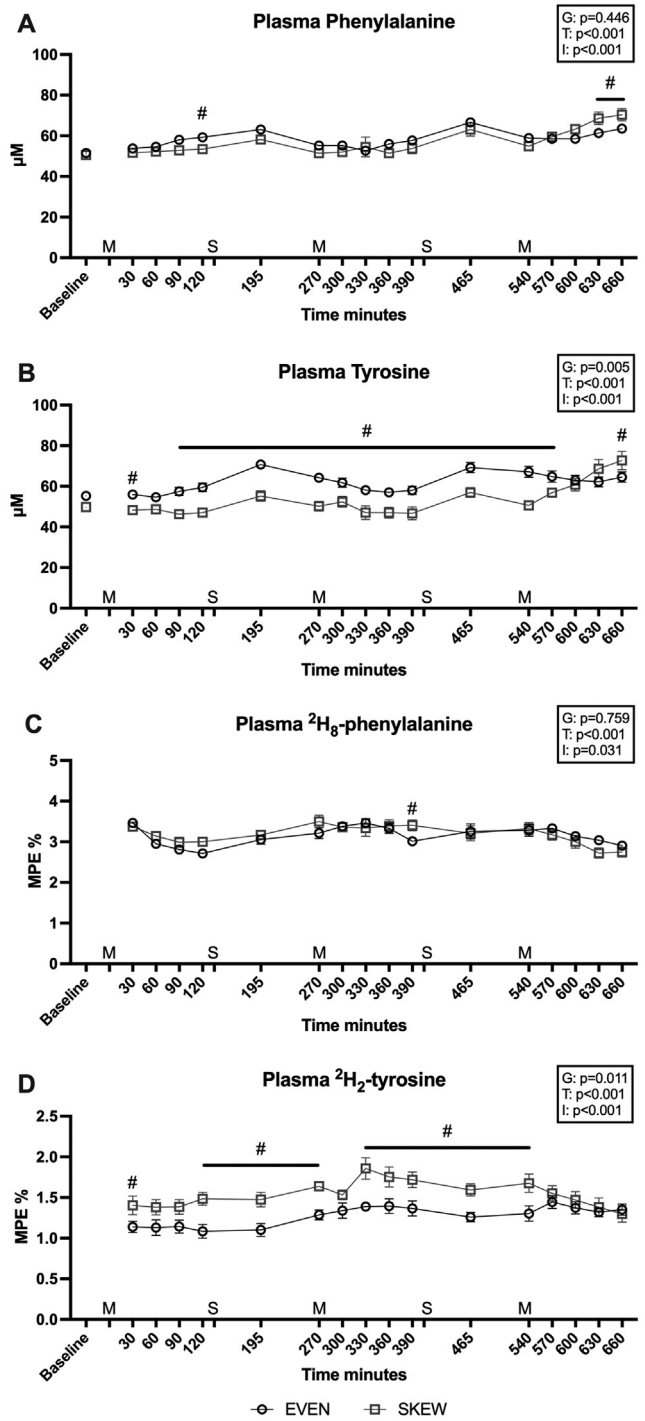 A
Plasma Phenylalanine
G: p=0.446
T: p<0.001
I: p<0.001
#
#
100
80
60
40
20
0
µM
M S M S M
Baseline 30 60 90 120 195 270 300 330 360 390 465 540 570 600 630 660
Time minutes
B
Plasma Tyrosine
G: p=0.005
T: p<0.001
I: p<0.001
#
#
#
100
80
60
40
20
0
µM
M S M S M
Baseline 30 60 90 120 195 270 300 330 360 390 465 540 570 600 630 660
Time minutes
C
Plasma ²H₈-phenylalanine
G: p=0.759
T: p<0.001
I: p=0.031
#
5
4
3
2
1
0
MPE %
M S M S M
Baseline 30 60 90 120 195 270 300 330 360 390 465 540 570 600 630 660
Time minutes
D
Plasma ²H₂-tyrosine
G: p=0.011
T: p<0.001
I: p<0.001
#
#
#
2.5
2.0
1.5
1.0
0.5
0.0
MPE %
M S M S M
Baseline 30 60 90 120 195 270 300 330 360 390 465 540 570 600 630 660
Time minutes
EVEN SKEW